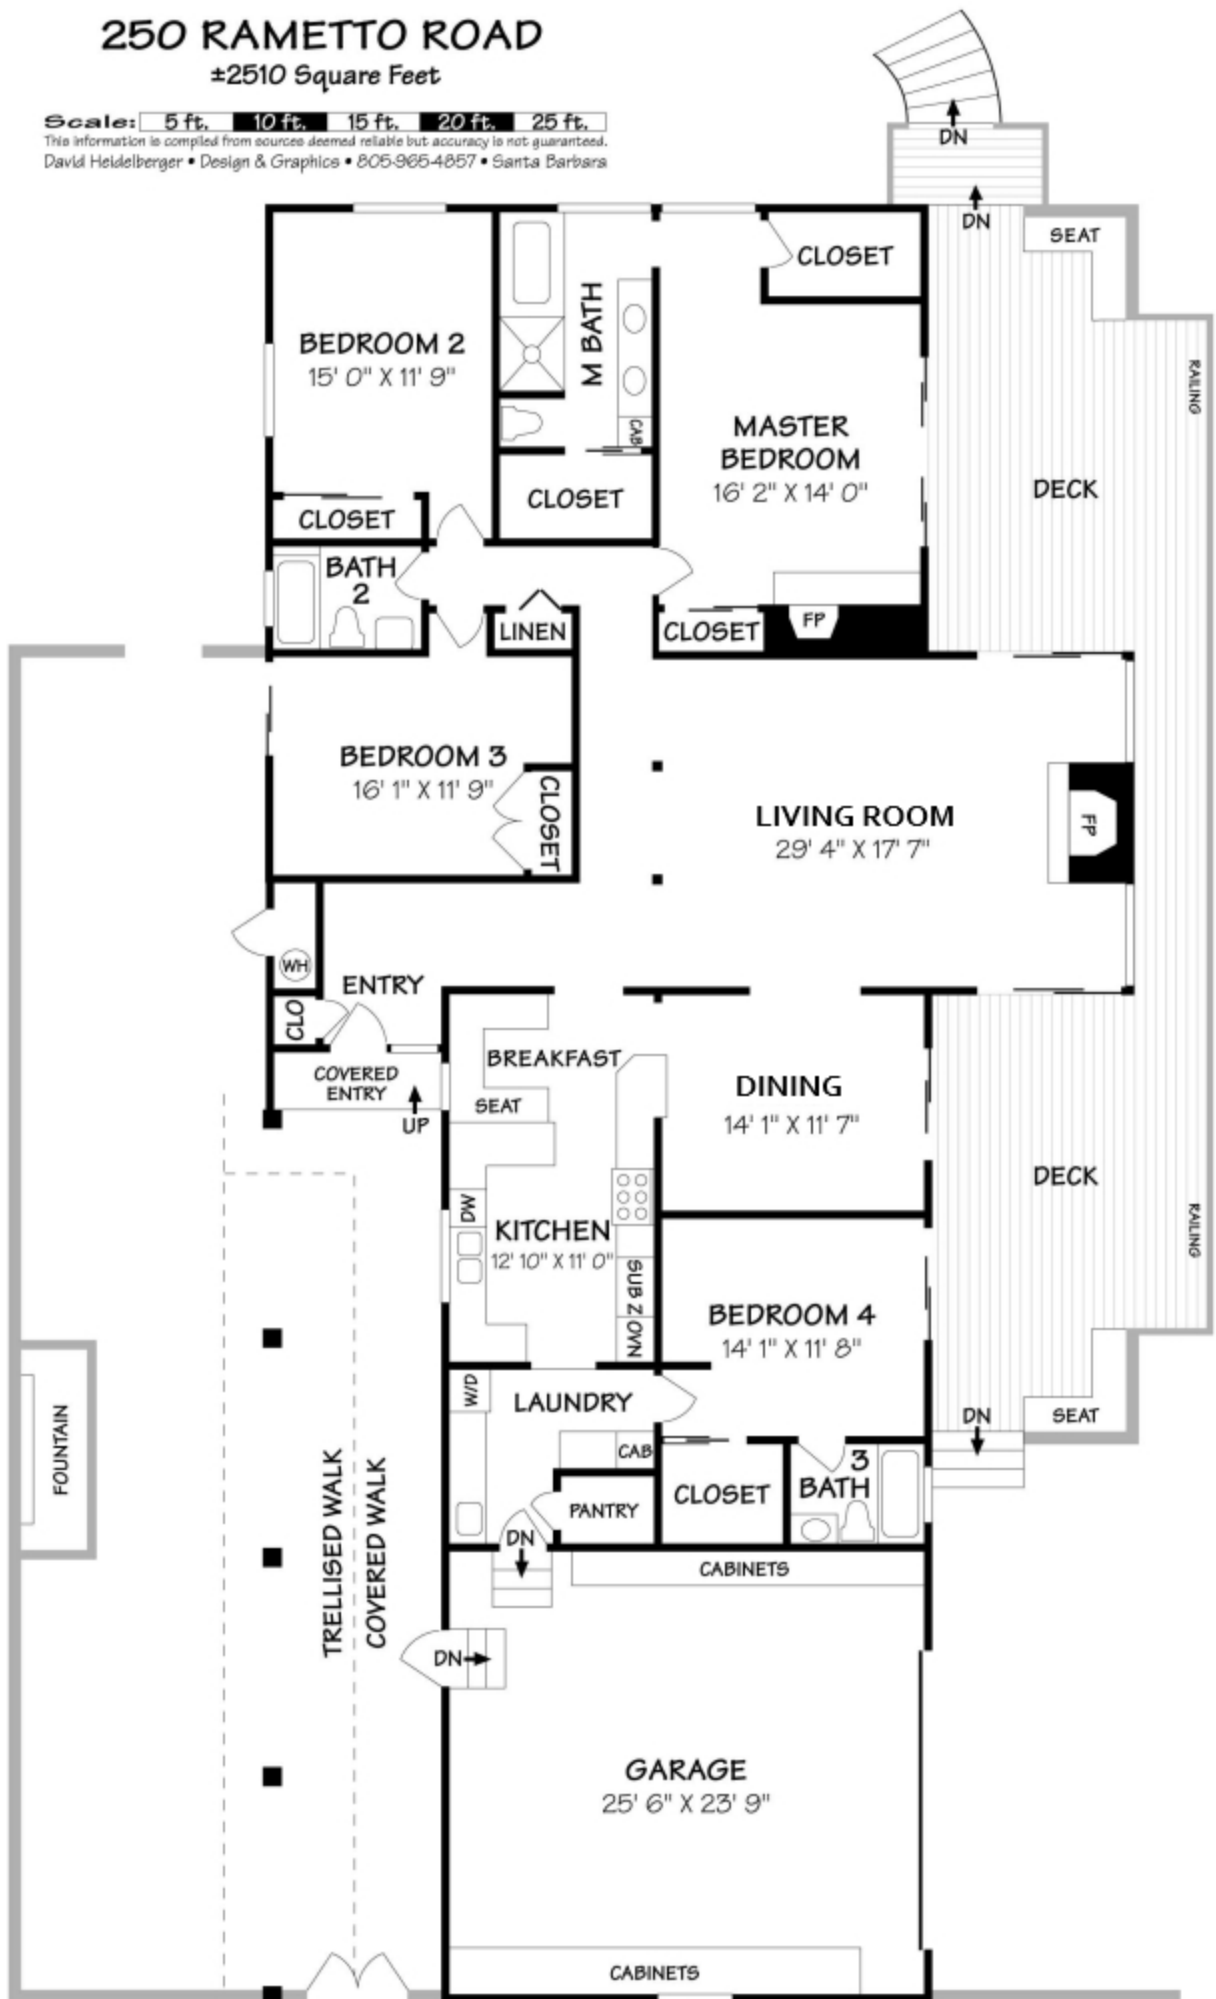 250 RAMETTO ROAD
±2510 Square Feet
Scale: 5 ft. 10 ft. 15 ft. 20 ft. 25 ft.
This information is compiled from sources deemed reliable but accuracy is not guaranteed.
David Heidelberger • Design & Graphics • 805-965-4857 • Santa Barbara
DN
DN
SEAT
CLOSET
M BATH
BEDROOM 2
15' 0" X 11' 9"
RAILING
CAB
MASTER
BEDROOM
16' 2" X 14' 0"
DECK
CLOSET
CLOSET
BATH
2
LINEN
CLOSET
FP
BEDROOM 3
16' 1" X 11' 9"
CLOSET
LIVING ROOM
29' 4" X 17' 7"
FP
WH
ENTRY
CLO
BREAKFAST
COVERED
ENTRY
UP
SEAT
DINING
14' 1" X 11' 7"
DECK
RAILING
DW
KITCHEN
12' 10" X 11' 0"
SUB Z
OVN
BEDROOM 4
14' 1" X 11' 8"
W/D
LAUNDRY
DN
SEAT
FOUNTAIN
CAB
3
BATH
CLOSET
PANTRY
TRELLISED WALK
COVERED WALK
DN
CABINETS
DN
GARAGE
25' 6" X 23' 9"
CABINETS